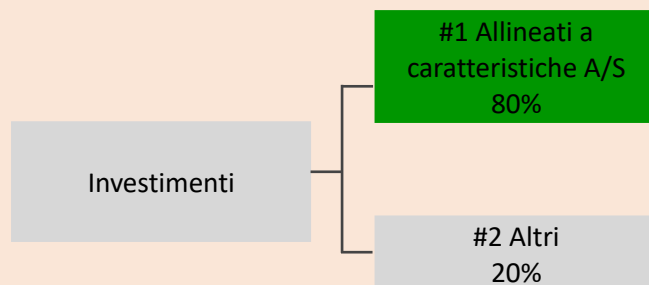 #1 Allineati a
caratteristiche A/S
80%
Investimenti
#2 Altri
20%